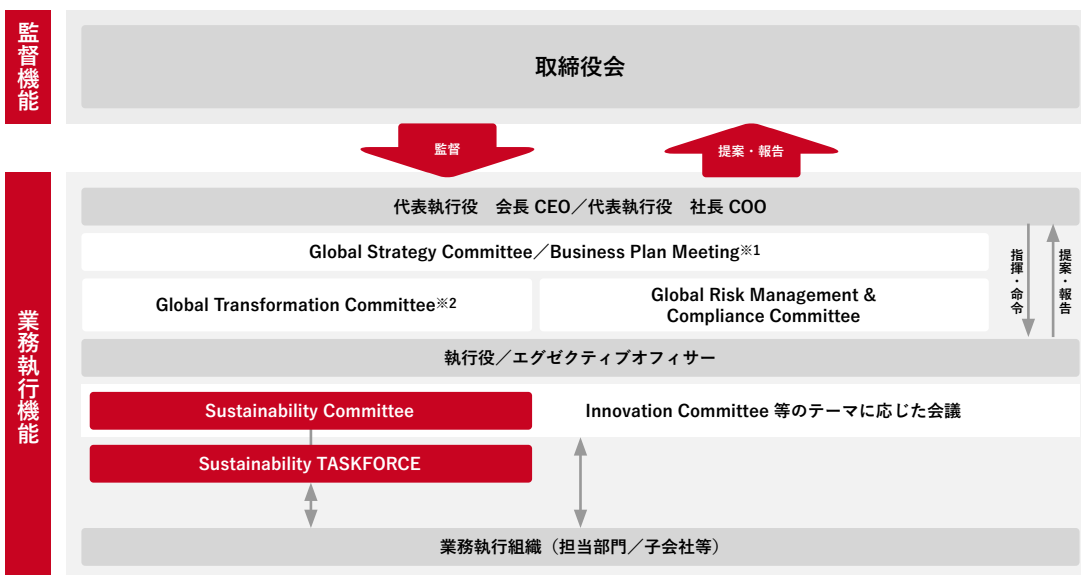 監督機能
取締役会
監督
提案・報告
業務執行機能
代表執行役　会長 CEO／代表執行役　社長 COO
Global Strategy Committee／Business Plan Meeting※1
Global Transformation Committee※2
Global Risk Management &
Compliance Committee
指揮・命令
提案・報告
執行役／エグゼクティブオフィサー
Sustainability Committee
Innovation Committee 等のテーマに応じた会議
Sustainability TASKFORCE
業務執行組織（担当部門／子会社等）